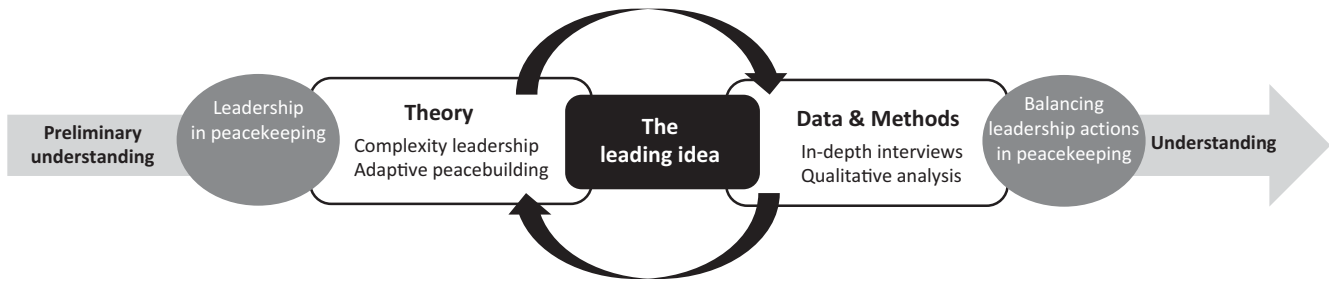 Preliminary
understanding
Leadership
in peacekeeping
Theory
Complexity leadership
Adaptive peacebuilding
The
leading idea
Data & Methods
In-depth interviews
Qualitative analysis
Balancing
leadership actions
in peacekeeping
Understanding